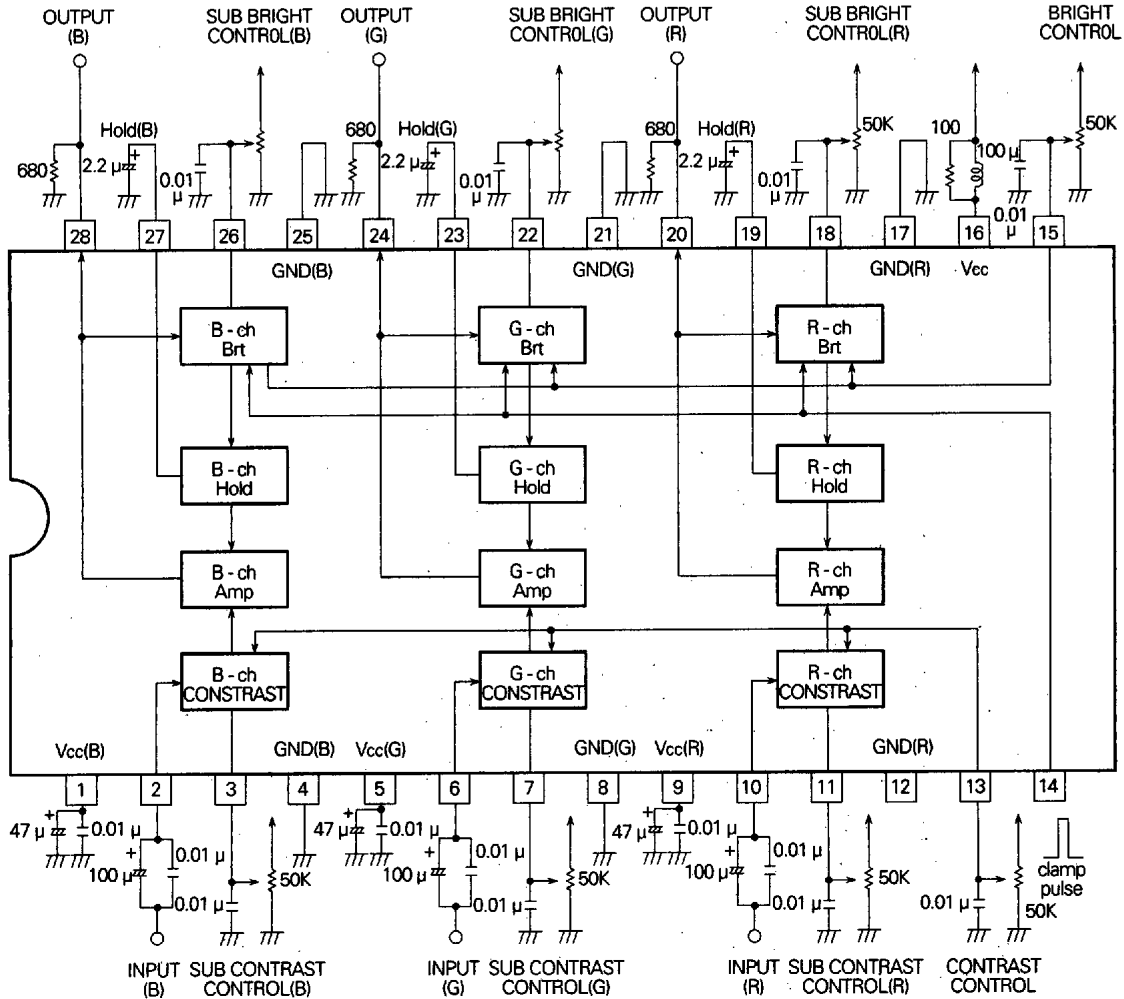 OUTPUT (B)
SUB BRIGHT CONTROL(B)
OUTPUT (G)
SUB BRIGHT CONTROL(G)
OUTPUT (R)
SUB BRIGHT CONTROL(R)
BRIGHT CONTROL
680
Hold(B)
2.2 µ
+
0.01 µ
680
Hold(G)
2.2 µ
+
0.01 µ
680
Hold(R)
2.2 µ
+
0.01 µ
50K
100
100 µ
0.01 µ
50K
28
27
26
25
24
23
22
21
20
19
18
17
16
15
GND(B)
GND(G)
GND(R)
Vcc
B - ch Brt
G - ch Brt
R - ch Brt
B - ch Hold
G - ch Hold
R - ch Hold
B - ch Amp
G - ch Amp
R - ch Amp
B - ch CONSTRAST
G - ch CONSTRAST
R - ch CONSTRAST
Vcc(B)
GND(B)
Vcc(G)
GND(G)
Vcc(R)
GND(R)
1
2
3
4
5
6
7
8
9
10
11
12
13
14
+
47 µ
0.01 µ
+
100 µ
0.01 µ
0.01 µ
50K
+
47 µ
0.01 µ
+
100 µ
0.01 µ
0.01 µ
50K
+
47 µ
0.01 µ
+
100 µ
0.01 µ
0.01 µ
50K
0.01 µ
50K
clamp pulse
INPUT (B)
SUB CONTRAST CONTROL(B)
INPUT (G)
SUB CONTRAST CONTROL(G)
INPUT (R)
SUB CONTRAST CONTROL(R)
CONTRAST CONTROL